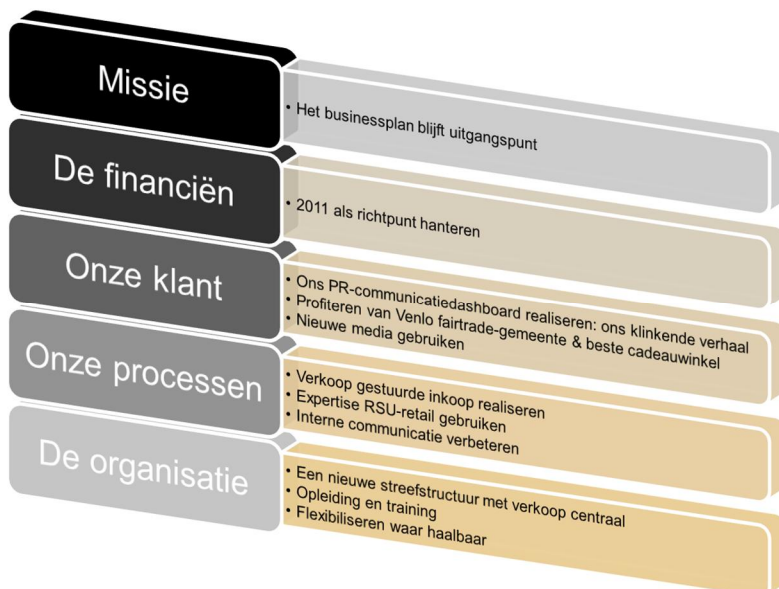 Missie
• Het businessplan blijft uitgangspunt
De financiën
• 2011 als richtpunt hanteren
Onze klant
• Ons PR-communicatiedashboard realiseren: ons klinkende verhaal
• Profiteren van Venlo fairtrade-gemeente & beste cadeauwinkel
• Nieuwe media gebruiken
Onze processen
• Verkoop gestuurde inkoop realiseren
• Expertise RSU-retail gebruiken
• Interne communicatie verbeteren
De organisatie
• Een nieuwe streefstructuur met verkoop centraal
• Opleiding en training
• Flexibiliseren waar haalbaar